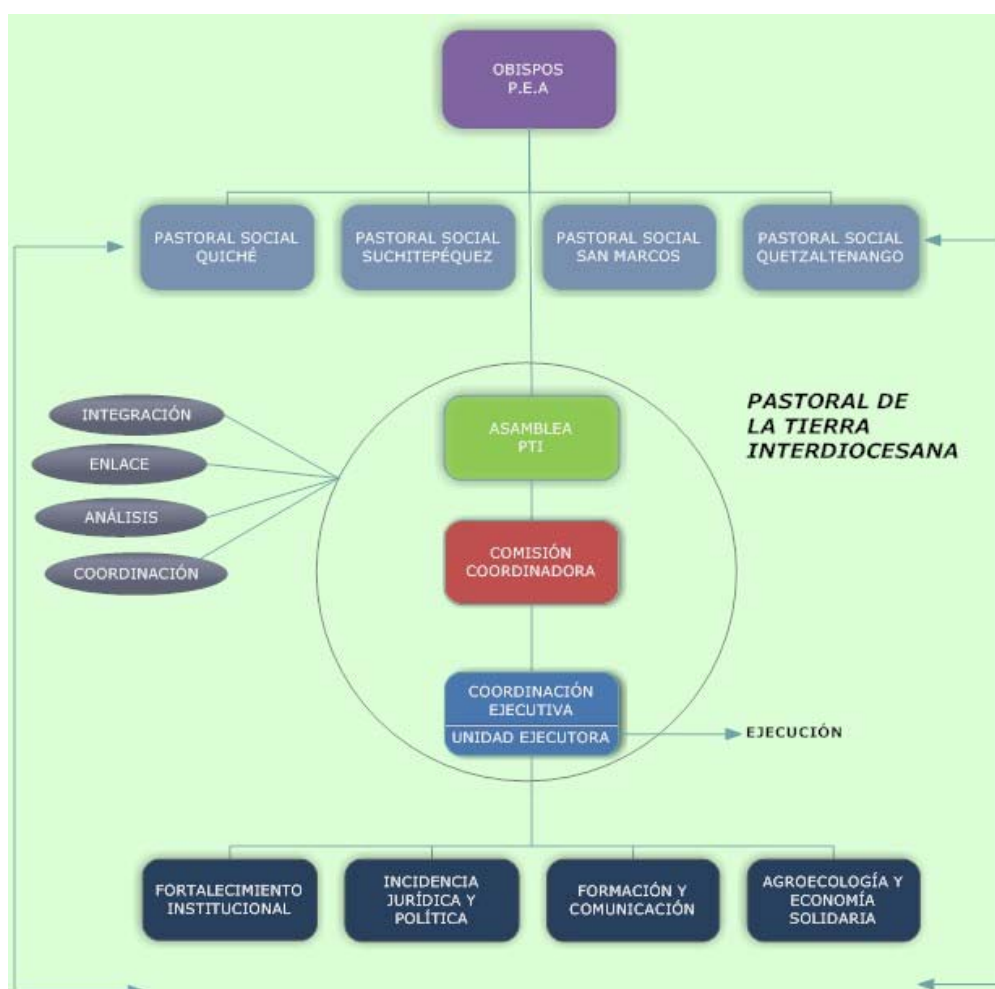 OBISPOS
P.E.A
PASTORAL SOCIAL
QUICHÉ
PASTORAL SOCIAL
SUCHITEPÉQUEZ
PASTORAL SOCIAL
SAN MARCOS
PASTORAL SOCIAL
QUETZALTENANGO
INTEGRACIÓN
ENLACE
ANÁLISIS
COORDINACIÓN
ASAMBLEA
PTI
COMISIÓN
COORDINADORA
COORDINACIÓN
EJECUTIVA
UNIDAD EJECUTORA
EJECUCIÓN
PASTORAL DE
LA TIERRA
INTERDIOCESANA
FORTALECIMIENTO
INSTITUCIONAL
INCIDENCIA
JURÍDICA Y
POLÍTICA
FORMACIÓN Y
COMUNICACIÓN
AGROECOLOGÍA Y
ECONOMÍA
SOLIDARIA